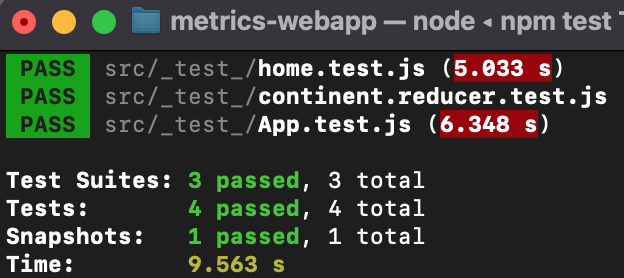 metrics-webapp — node ◂ npm test
PASS src/_test_/home.test.js (5.033 s)
PASS src/_test_/continent.reducer.test.js
PASS src/_test_/App.test.js (6.348 s)
Test Suites: 3 passed, 3 total
Tests: 4 passed, 4 total
Snapshots: 1 passed, 1 total
Time: 9.563 s